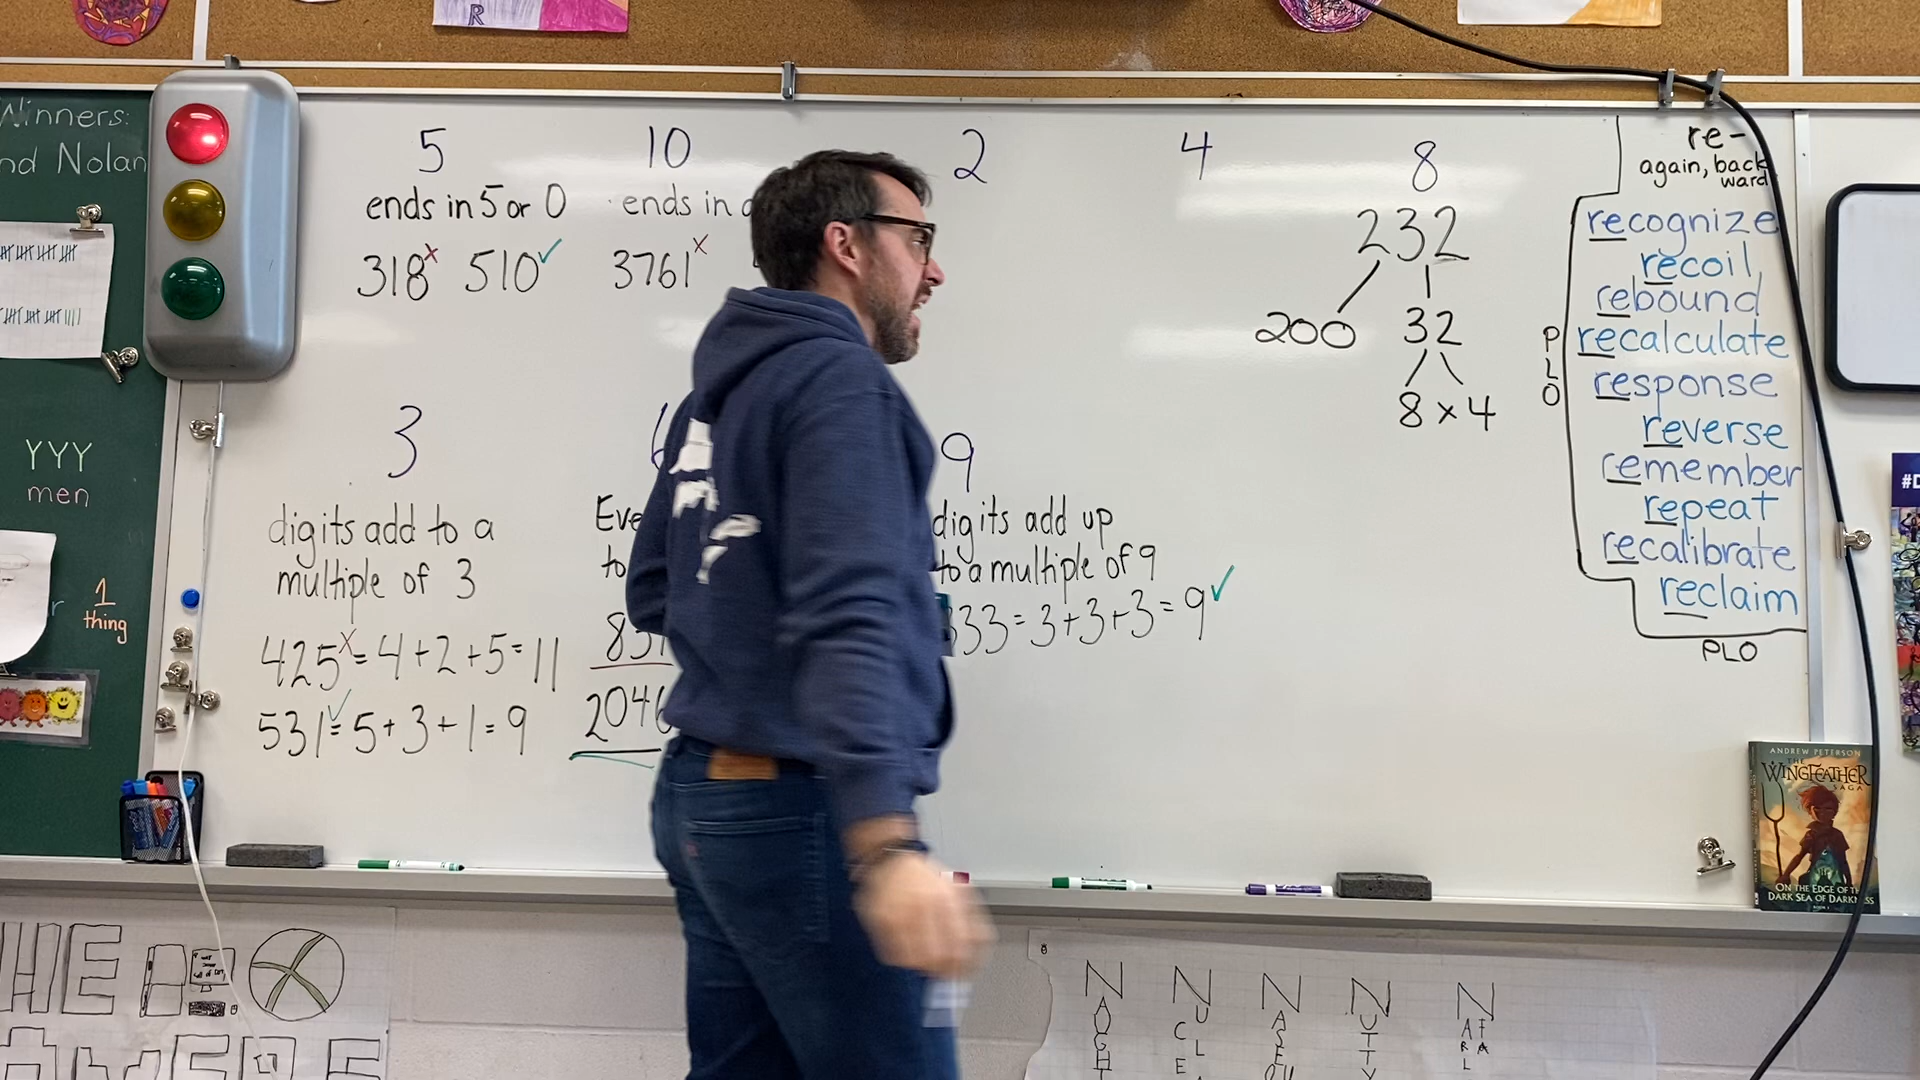 Winners:
nd Nolan
YYY
men
1
thing
5
ends in 5 or 0
318 x 510 ✓
10
ends in
3761 x
2
4
8
232
200 32
8 x 4
3
digits add to a
multiple of 3
425 x = 4 + 2 + 5 = 11
531 ✓ = 5 + 3 + 1 = 9
Eve
to
2046
9
digits add up
to a multiple of 9
333 = 3 + 3 + 3 = 9 ✓
re-
again, back
ward
recognize
recoil
rebound
recalculate
response
reverse
remember
repeat
recalibrate
reclaim
PLO
PLO
ANDREW PETERSON
THE
WINGFEATHER
SAGA
ON THE EDGE OF TH
DARK SEA OF DARKNESS
HE
R